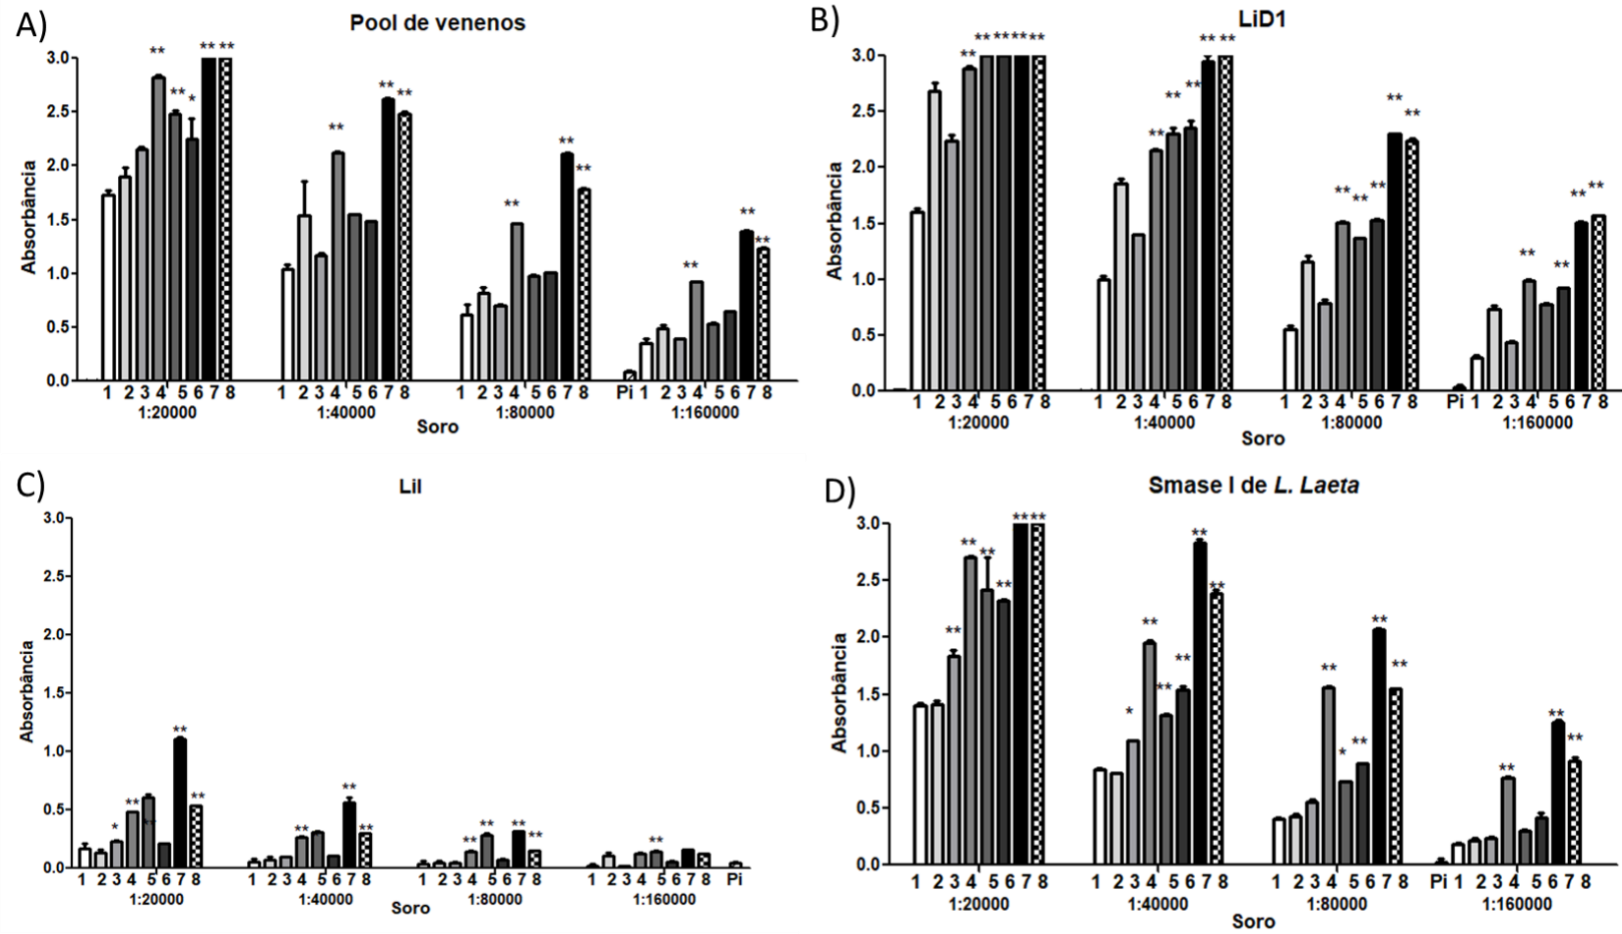 A)
Pool de venenos
Absorbância
3.0
2.5
2.0
1.5
1.0
0.5
0.0
** ** ** ** * ** ** ** ** ** ** ** ** ** **
1 2 3 4 5 6 7 8 1 2 3 4 5 6 7 8 1 2 3 4 5 6 7 8 Pi 1 2 3 4 5 6 7 8
1:20000 1:40000 1:80000 1:160000
Soro
B)
LiD1
Absorbância
3.0
2.5
2.0
1.5
1.0
0.5
0.0
** ** ** ** ** ** ** ** ** ** ** ** ** ** ** ** ** ** **
1 2 3 4 5 6 7 8 1 2 3 4 5 6 7 8 1 2 3 4 5 6 7 8 Pi 1 2 3 4 5 6 7 8
1:20000 1:40000 1:80000 1:160000
Soro
C)
LiI
Absorbância
3.0
2.5
2.0
1.5
1.0
0.5
0.0
* ** ** ** ** ** ** ** ** ** ** ** **
1 2 3 4 5 6 7 8 1 2 3 4 5 6 7 8 1 2 3 4 5 6 7 8 1 2 3 4 5 6 7 8 Pi
1:20000 1:40000 1:80000 1:160000
Soro
D)
Smase I de L. Laeta
Absorbância
3.0
2.5
2.0
1.5
1.0
0.5
0.0
** ** ** ** ** ** * ** ** ** ** ** ** * ** ** ** ** ** **
1 2 3 4 5 6 7 8 1 2 3 4 5 6 7 8 1 2 3 4 5 6 7 8 Pi 1 2 3 4 5 6 7 8
1:20000 1:40000 1:80000 1:160000
Soro